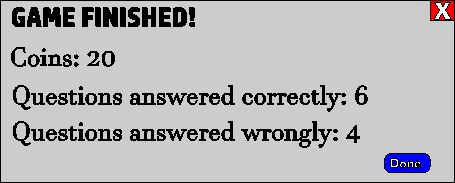 GAME FINISHED!
X
Coins: 20
Questions answered correctly: 6
Questions answered wrongly: 4
Done